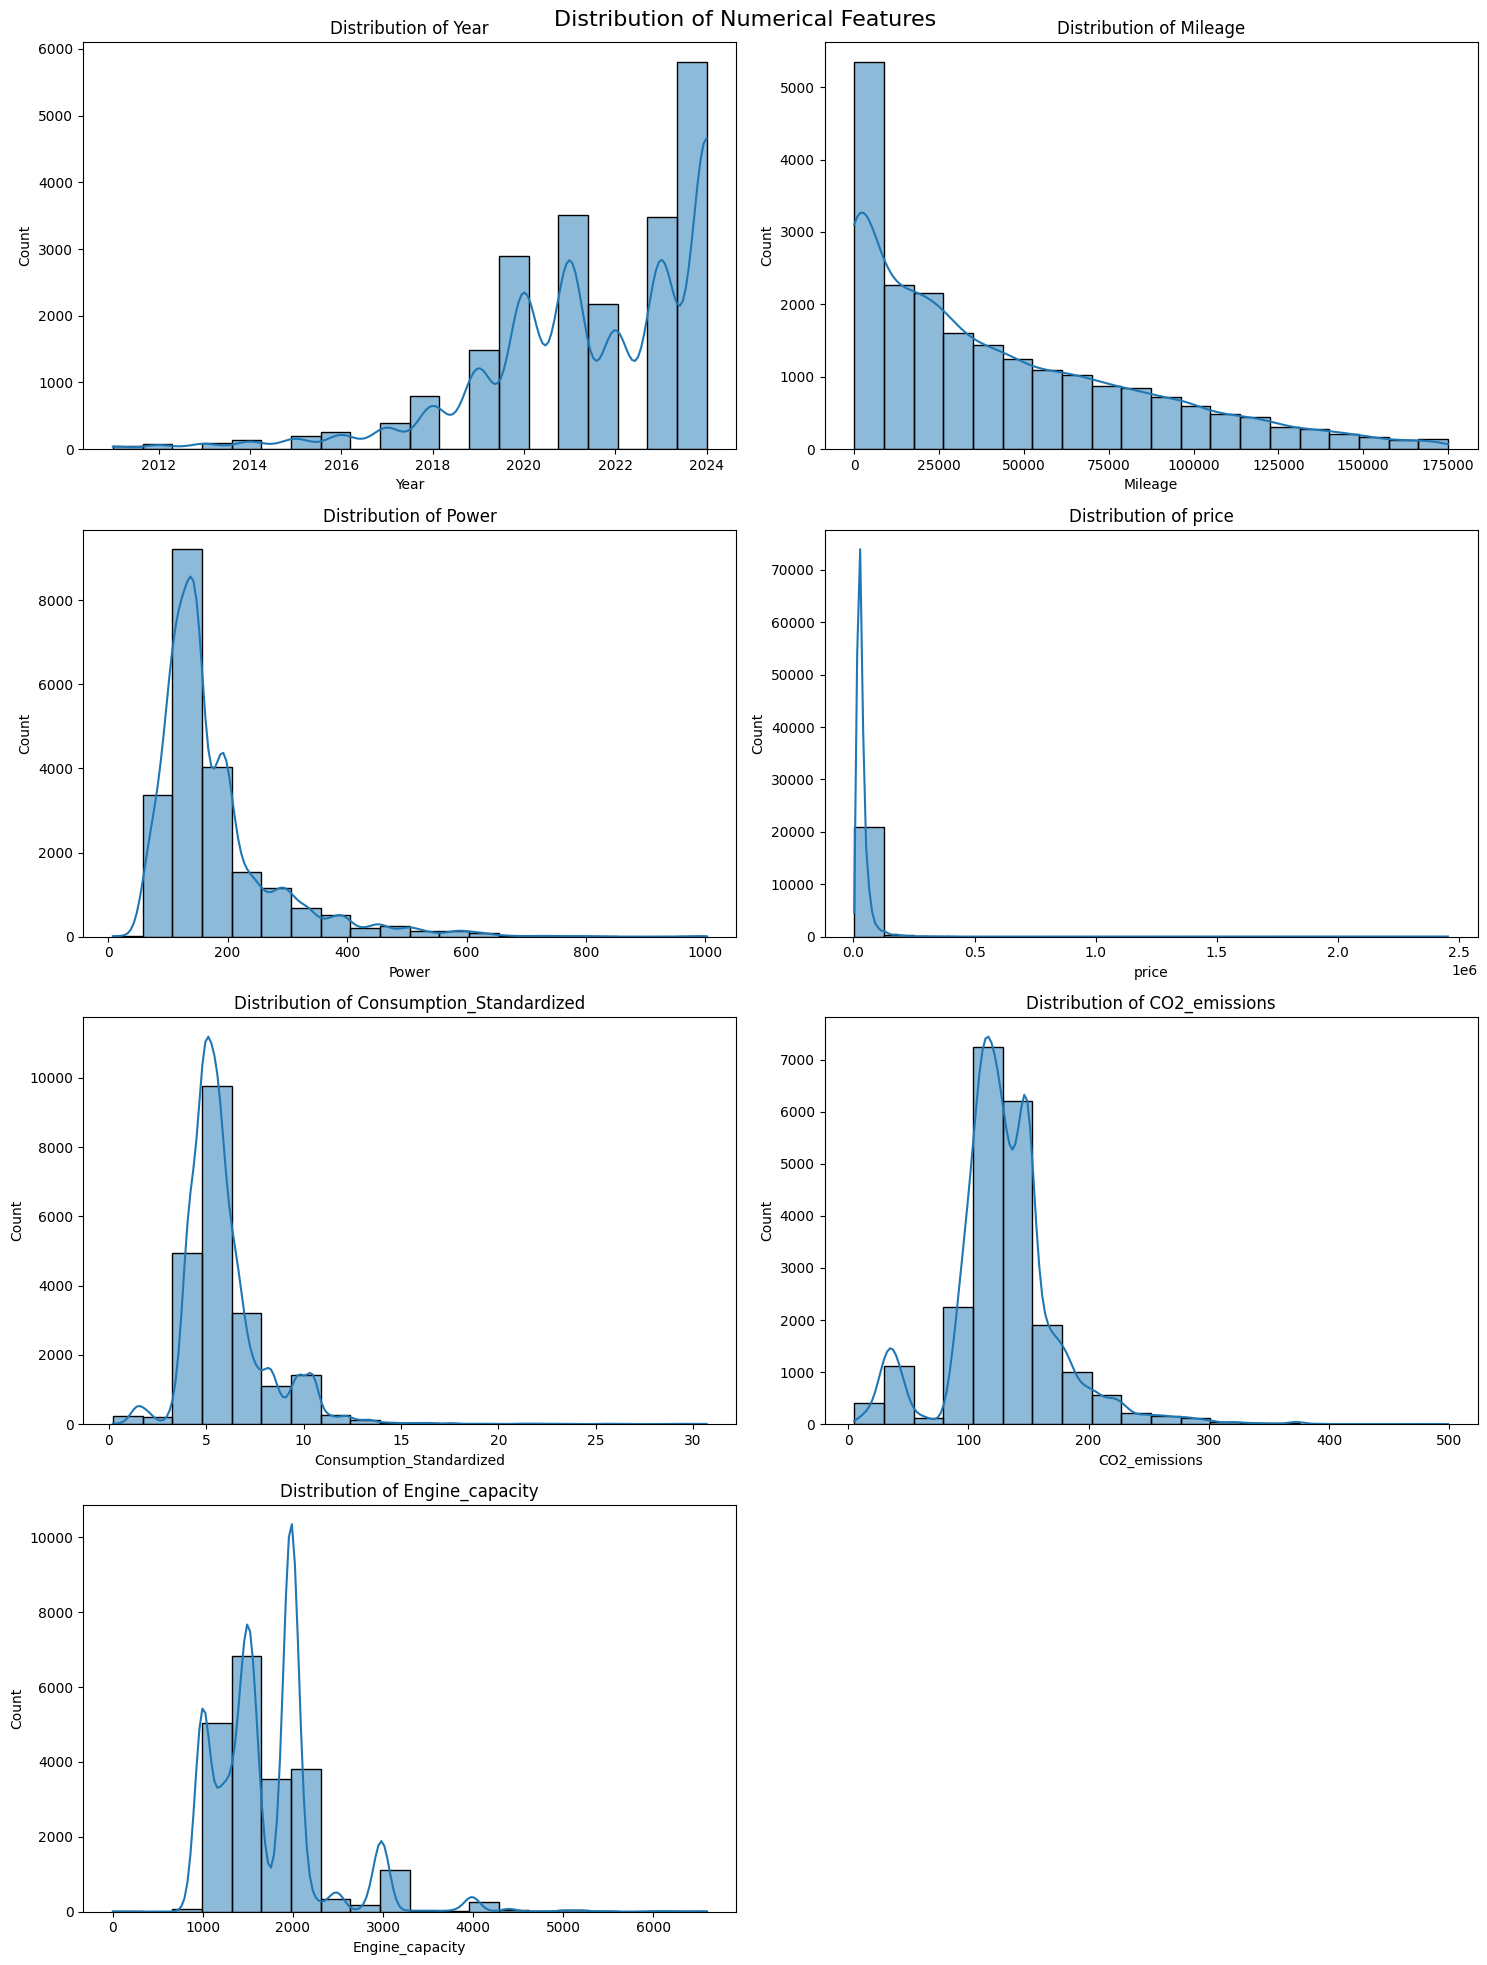 Distribution of Numerical Features
Distribution of Year
6000
5000
4000
3000
2000
1000
0
Count
2012 2014 2016 2018 2020 2022 2024
Year
Distribution of Mileage
5000
4000
3000
2000
1000
0
Count
0 25000 50000 75000 100000 125000 150000 175000
Mileage
Distribution of Power
8000
6000
4000
2000
0
Count
0 200 400 600 800 1000
Power
Distribution of price
70000
60000
50000
40000
30000
20000
10000
0
Count
0.0 0.5 1.0 1.5 2.0 2.5
1e6
price
Distribution of Consumption_Standardized
10000
8000
6000
4000
2000
0
Count
0 5 10 15 20 25 30
Consumption_Standardized
Distribution of CO2_emissions
7000
6000
5000
4000
3000
2000
1000
0
Count
0 100 200 300 400 500
CO2_emissions
Distribution of Engine_capacity
10000
8000
6000
4000
2000
0
Count
0 1000 2000 3000 4000 5000 6000
Engine_capacity